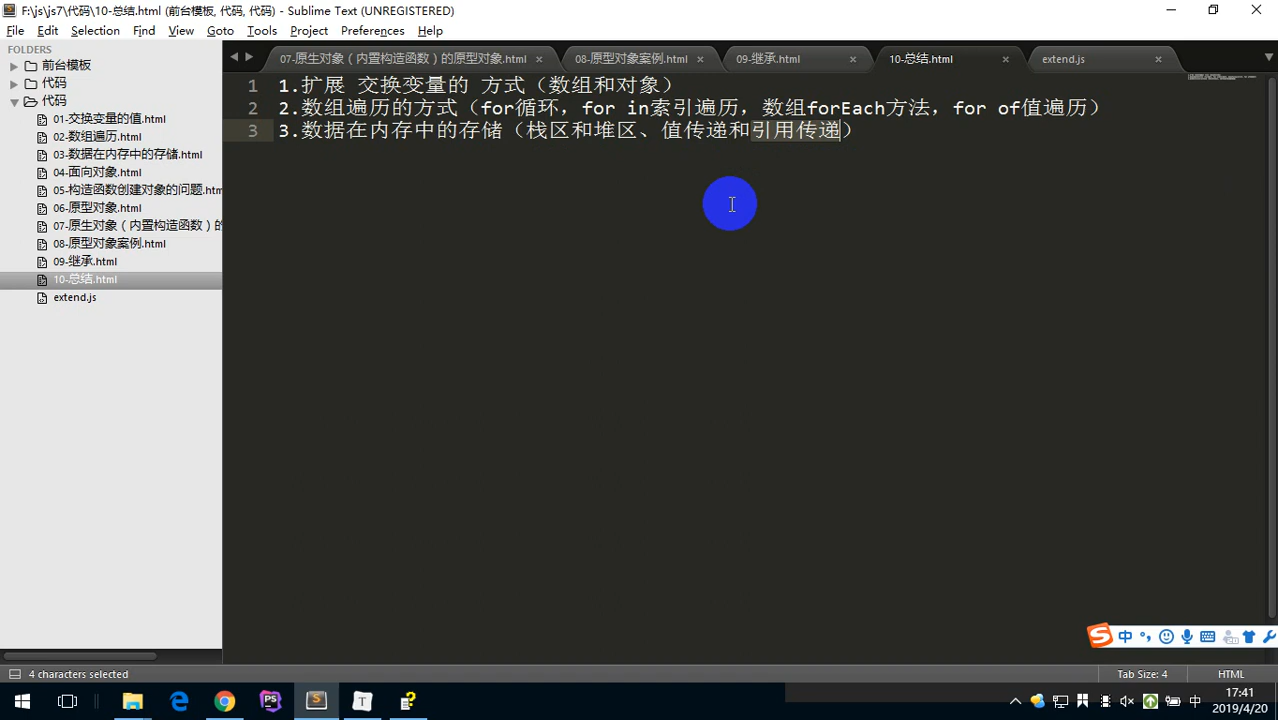 F:\js\js7\代码\10-总结.html (前台模板, 代码, 代码) - Sublime Text (UNREGISTERED)
File Edit Selection Find View Goto Tools Project Preferences Help
FOLDERS
前台模板
代码
代码
01-交换变量的值.html
02-数组遍历.html
03-数据在内存中的存储.html
04-面向对象.html
05-构造函数创建对象的问题.htm
06-原型对象.html
07-原生对象（内置构造函数）的
08-原型对象案例.html
09-继承.html
10-总结.html
extend.js
07-原生对象（内置构造函数）的原型对象.html 08-原型对象案例.html 09-继承.html 10-总结.html extend.js
1 1.扩展 交换变量的 方式（数组和对象）
2 2.数组遍历的方式（for循环，for in索引遍历，数组forEach方法，for of值遍历）
3 3.数据在内存中的存储（栈区和堆区、值传递和引用传递）
中
4 characters selected Tab Size: 4 HTML
中 17:41
2019/4/20